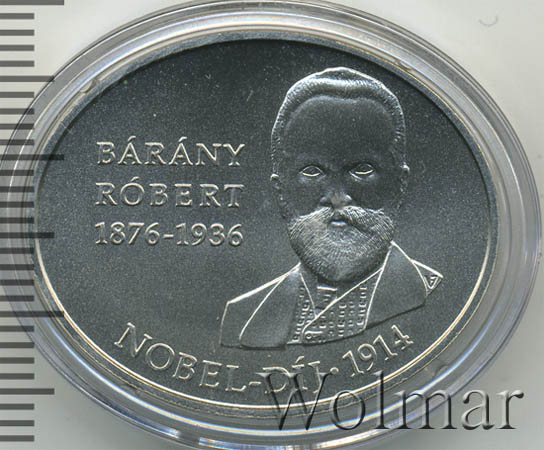 BÁRÁNY
RÓBERT
1876-1936
NOBEL-DÍJ·1914
Wolmar